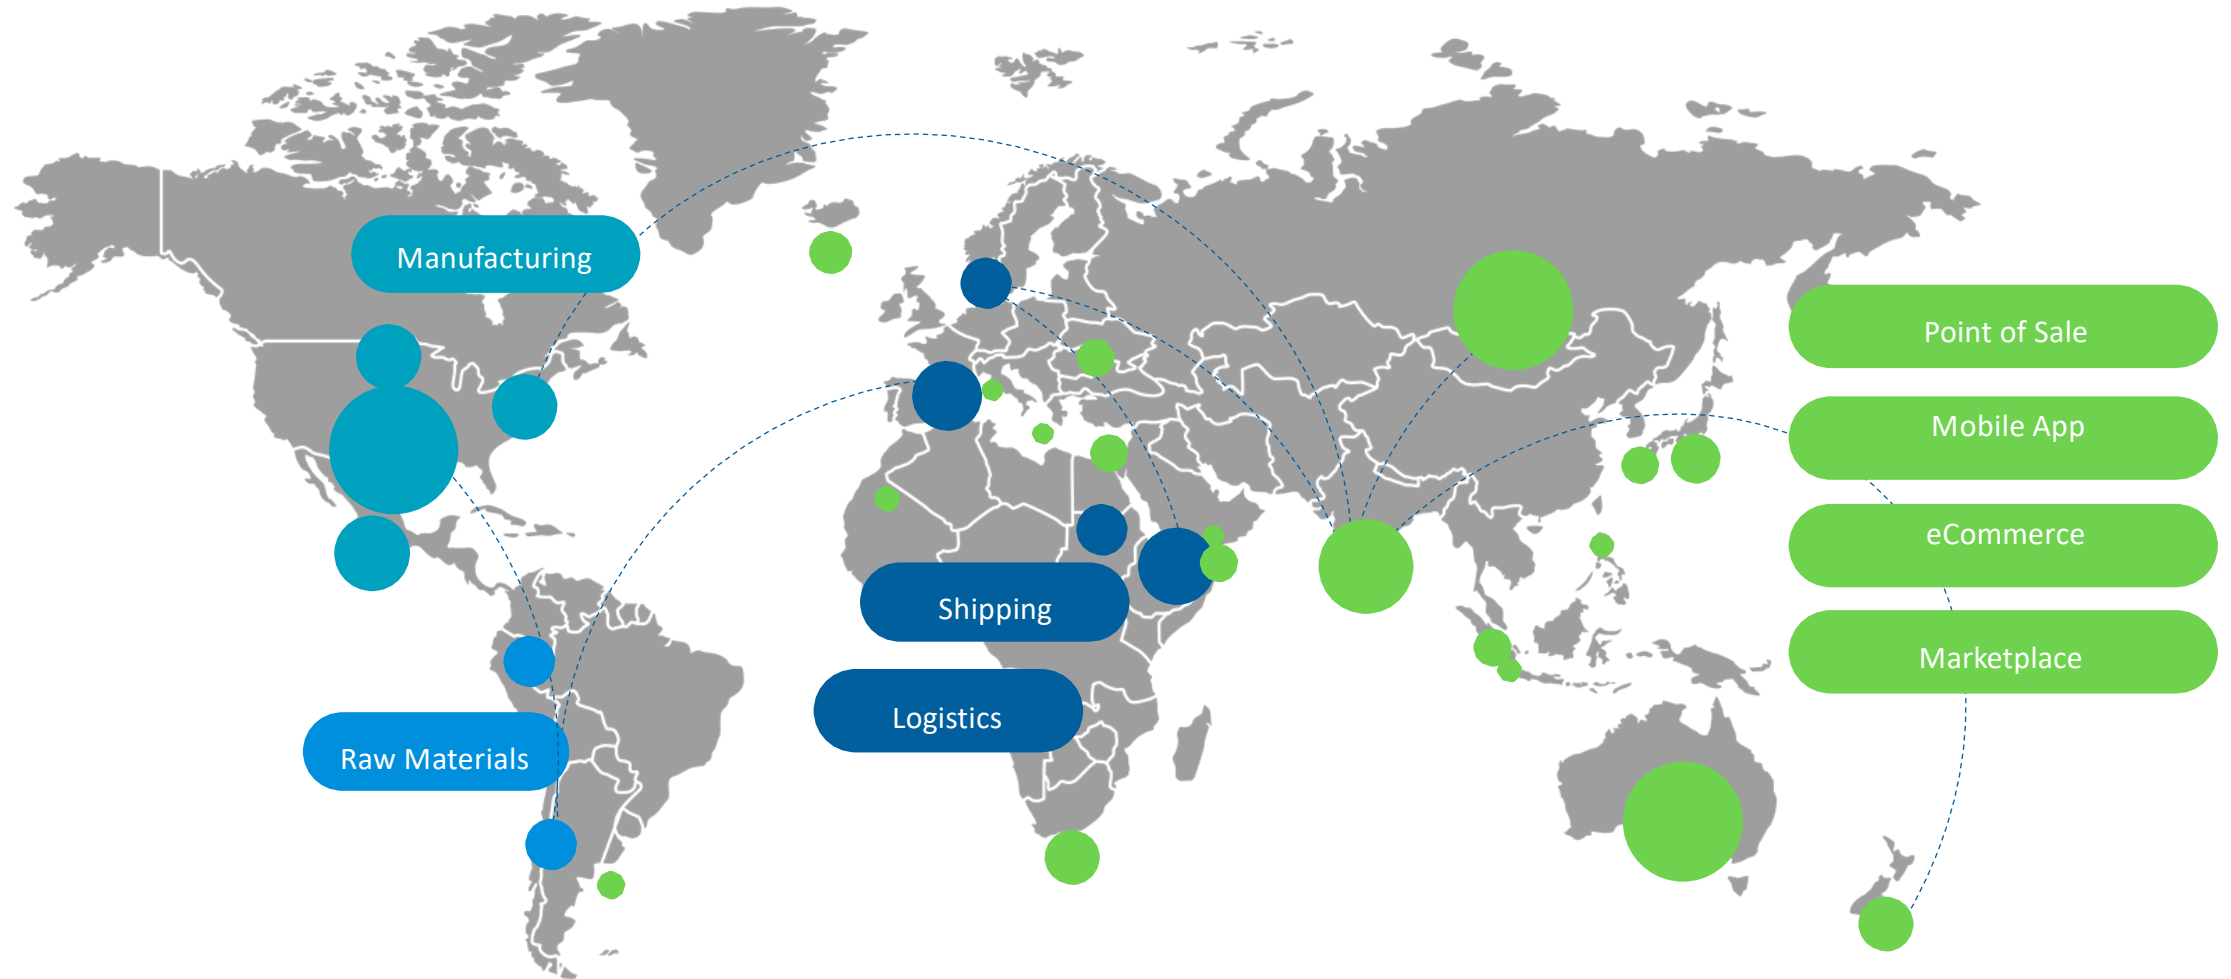 Manufacturing
Point of Sale
Mobile App
eCommerce
Shipping
Marketplace
Logistics
Raw Materials